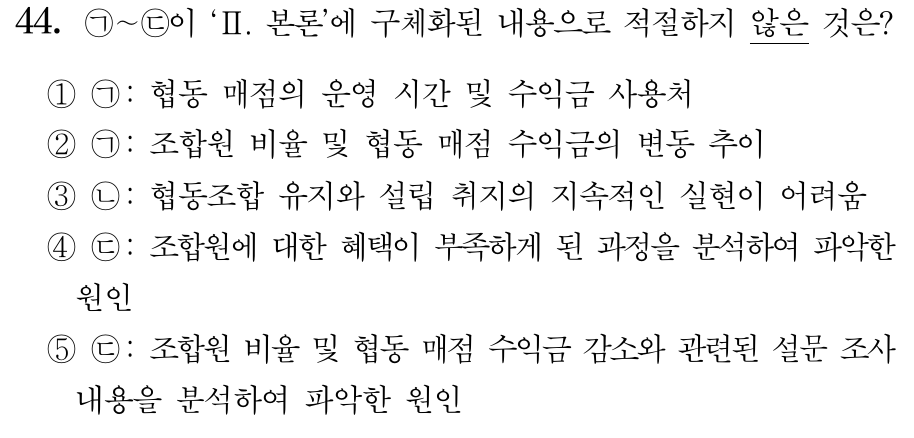 44. ㉠～㉢이 ‘Ⅱ. 본론’에 구체화된 내용으로 적절하지 않은 것은?
① ㉠: 협동 매점의 운영 시간 및 수익금 사용처
② ㉠: 조합원 비율 및 협동 매점 수익금의 변동 추이
③ ㉡: 협동조합 유지와 설립 취지의 지속적인 실현이 어려움
④ ㉢: 조합원에 대한 혜택이 부족하게 된 과정을 분석하여 파악한
원인
⑤ ㉢: 조합원 비율 및 협동 매점 수익금 감소와 관련된 설문 조사
내용을 분석하여 파악한 원인